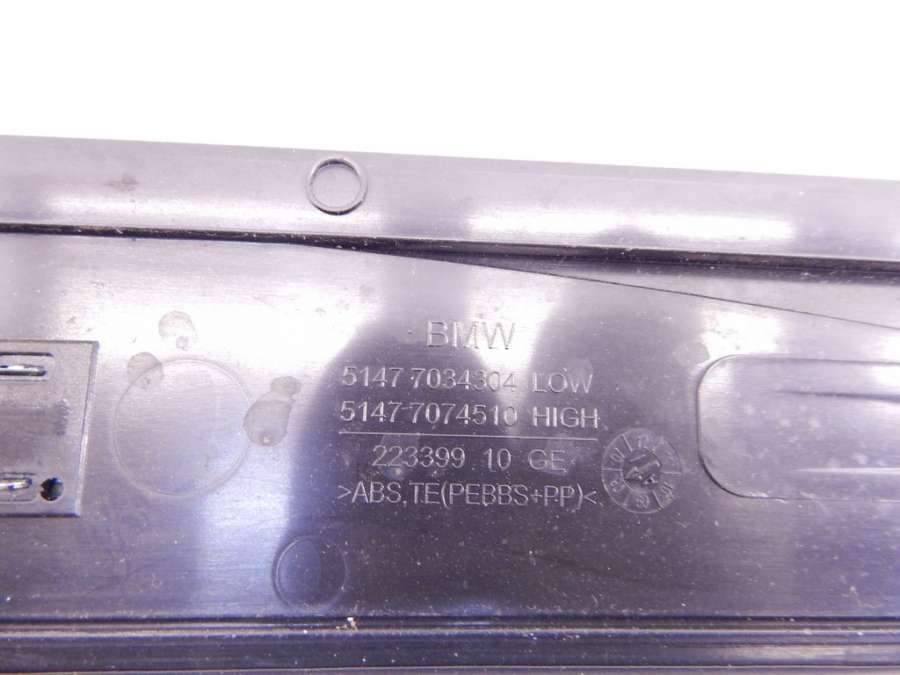 BMW
5147 7034304 LOW
5147 7074510 HIGH
223399 10 GE
>ABS,TE(PEBBS+PP)<